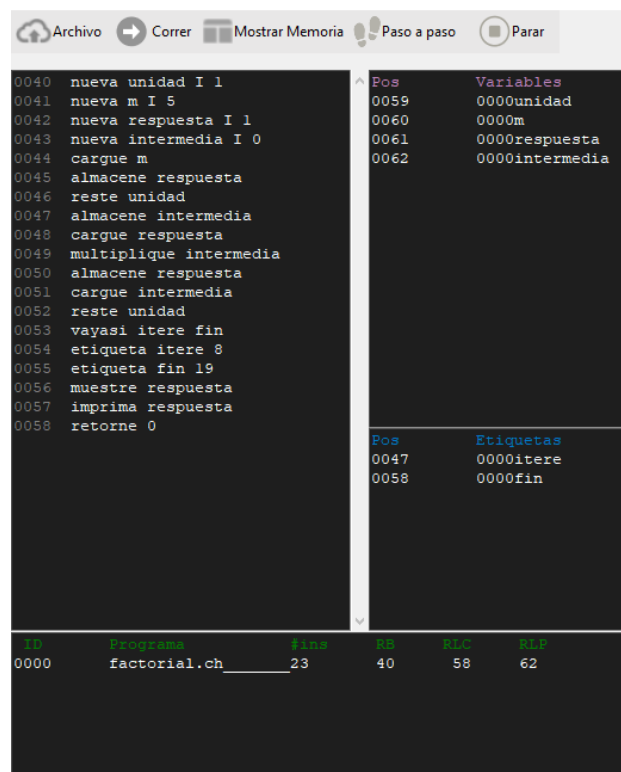 Archivo Correr Mostrar Memoria Paso a paso Parar
0040 nueva unidad I 1
0041 nueva m I 5
0042 nueva respuesta I 1
0043 nueva intermedia I 0
0044 cargue m
0045 almacene respuesta
0046 reste unidad
0047 almacene intermedia
0048 cargue respuesta
0049 multiplique intermedia
0050 almacene respuesta
0051 cargue intermedia
0052 reste unidad
0053 vayasi itere fin
0054 etiqueta itere 8
0055 etiqueta fin 19
0056 muestre respuesta
0057 imprima respuesta
0058 retorne 0
Pos Variables
0059 0000unidad
0060 0000m
0061 0000respuesta
0062 0000intermedia
Pos Etiquetas
0047 0000itere
0058 0000fin
ID Programa #ins RB RLC RLP
0000 factorial.ch_______23 40 58 62